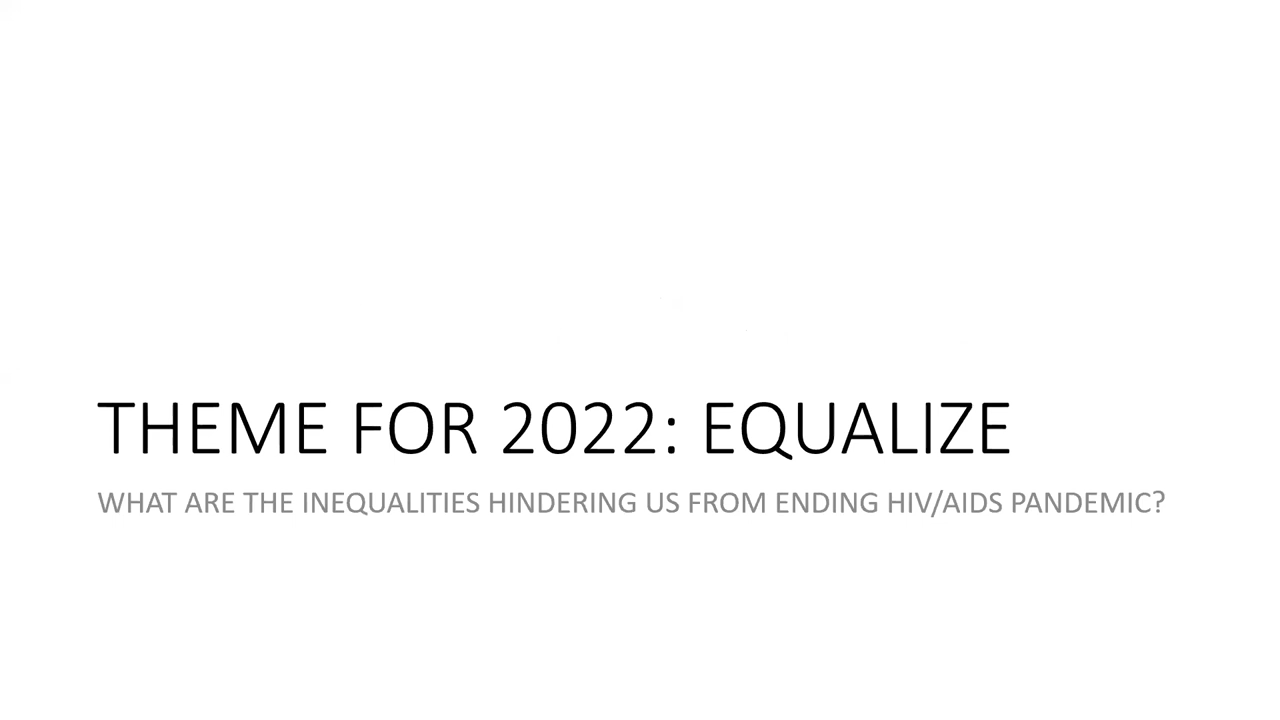 THEME FOR 2022: EQUALIZE
WHAT ARE THE INEQUALITIES HINDERING US FROM ENDING HIV/AIDS PANDEMIC?